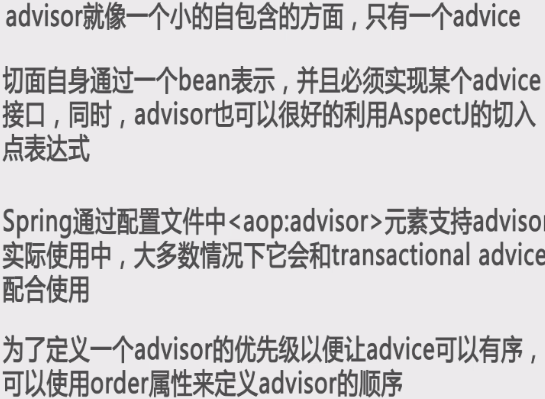 advisor就像一个小的自包含的方面，只有一个advice
切面自身通过一个bean表示，并且必须实现某个advice
接口，同时，advisor也可以很好的利用AspectJ的切入
点表达式
Spring通过配置文件中<aop:advisor>元素支持advisor
实际使用中，大多数情况下它会和transactional advice
配合使用
为了定义一个advisor的优先级以便让advice可以有序，
可以使用order属性来定义advisor的顺序